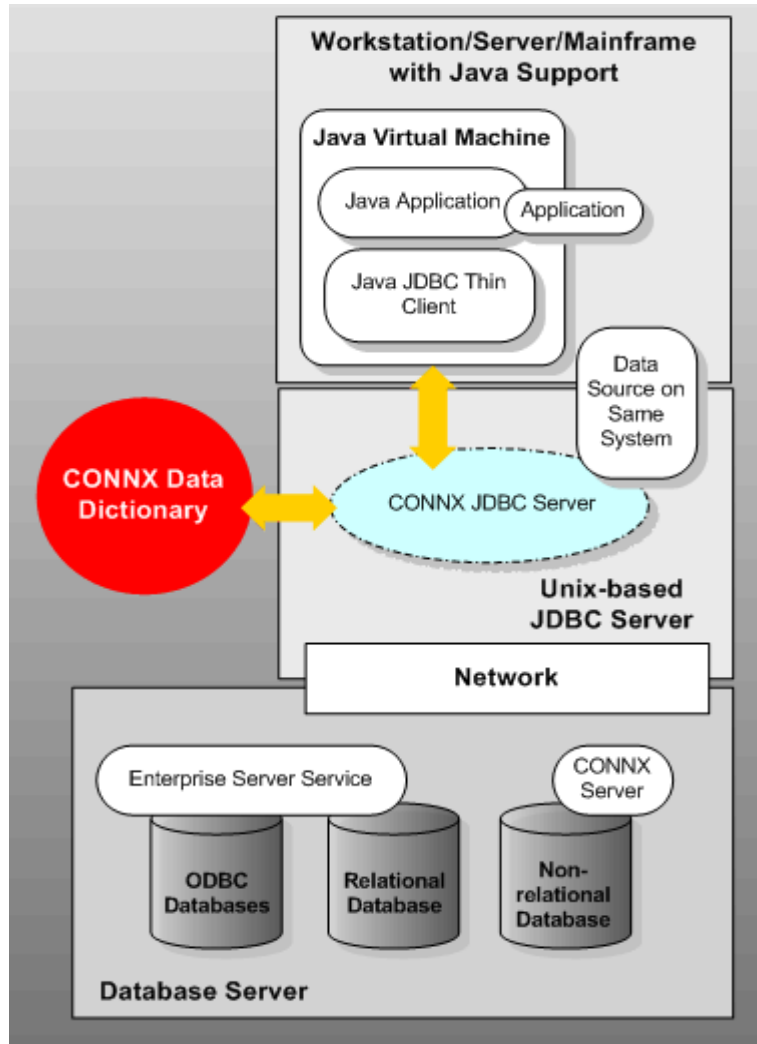 Workstation/Server/Mainframe
with Java Support
Java Virtual Machine
Java Application
Application
Java JDBC Thin
Client
Data
Source on
Same
System
CONNX Data
Dictionary
CONNX JDBC Server
Unix-based
JDBC Server
Network
Enterprise Server Service
CONNX
Server
ODBC
Databases
Relational
Database
Non-
relational
Database
Database Server